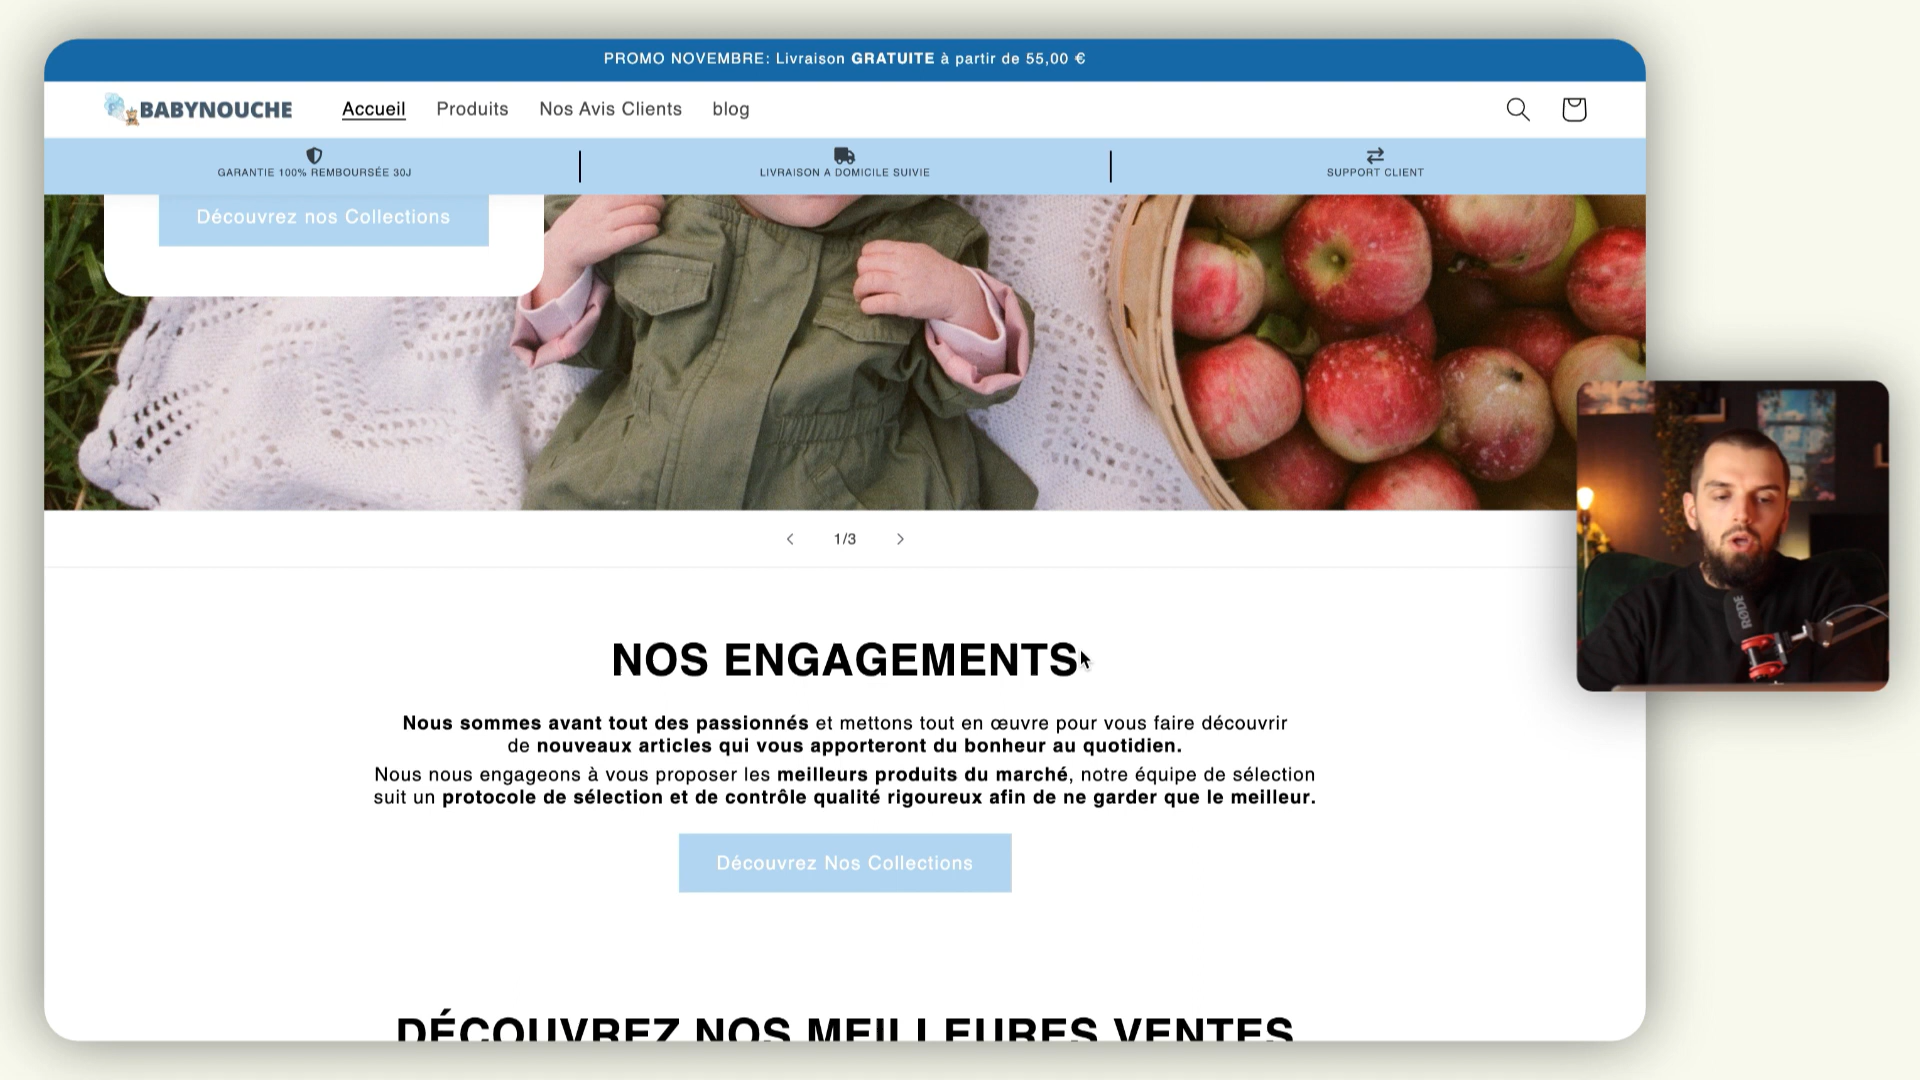 PROMO NOVEMBRE: Livraison GRATUITE à partir de 55,00 €
BABYNOUCHE
Accueil
Produits
Nos Avis Clients
blog
GARANTIE 100% REMBOURSÉE 30J
LIVRAISON A DOMICILE SUIVIE
SUPPORT CLIENT
Découvrez nos Collections
1/3
RØDE
NOS ENGAGEMENTS
Nous sommes avant tout des passionnés et mettons tout en œuvre pour vous faire découvrir
de nouveaux articles qui vous apporteront du bonheur au quotidien.
Nous nous engageons à vous proposer les meilleurs produits du marché, notre équipe de sélection
suit un protocole de sélection et de contrôle qualité rigoureux afin de ne garder que le meilleur.
Découvrez Nos Collections
DÉCOUVREZ NOS MEILLEURES VENTES